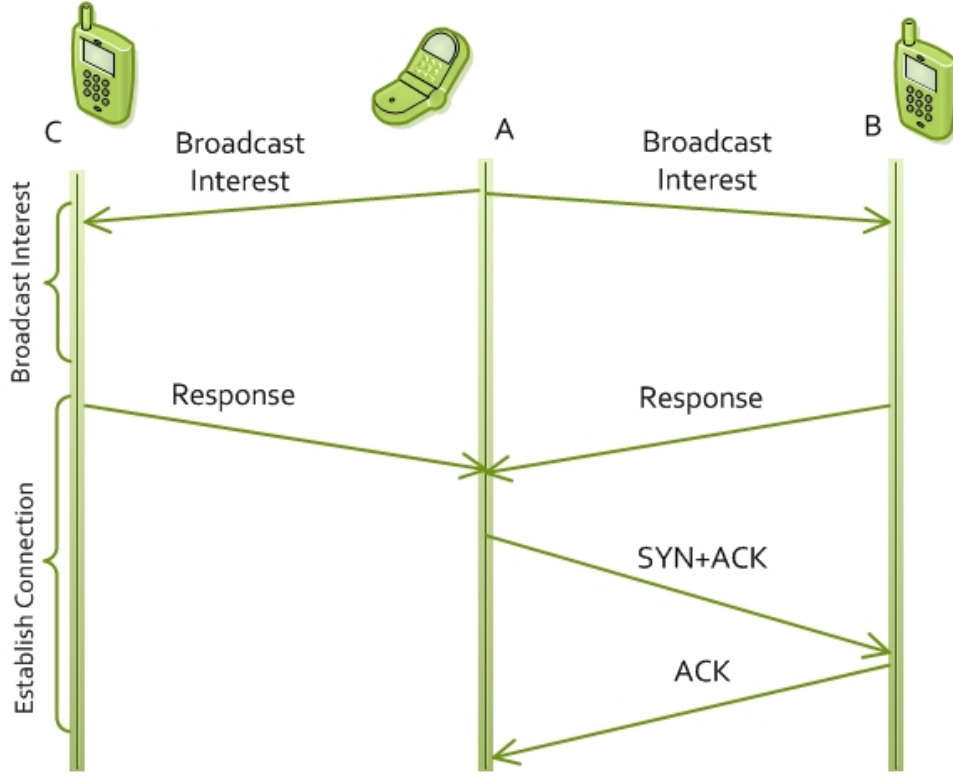 C
A
B
Broadcast
Interest
Broadcast
Interest
Broadcast Interest
Response
Response
Establish Connection
SYN+ACK
ACK